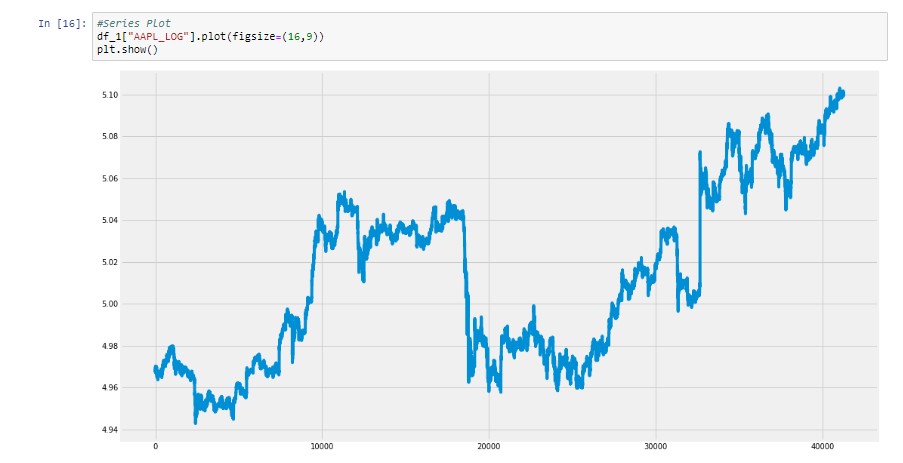 In [16]: #Series Plot
df_1["AAPL_LOG"].plot(figsize=(16,9))
plt.show()
5.10
5.08
5.06
5.04
5.02
5.00
4.98
4.96
4.94
0 10000 20000 30000 40000